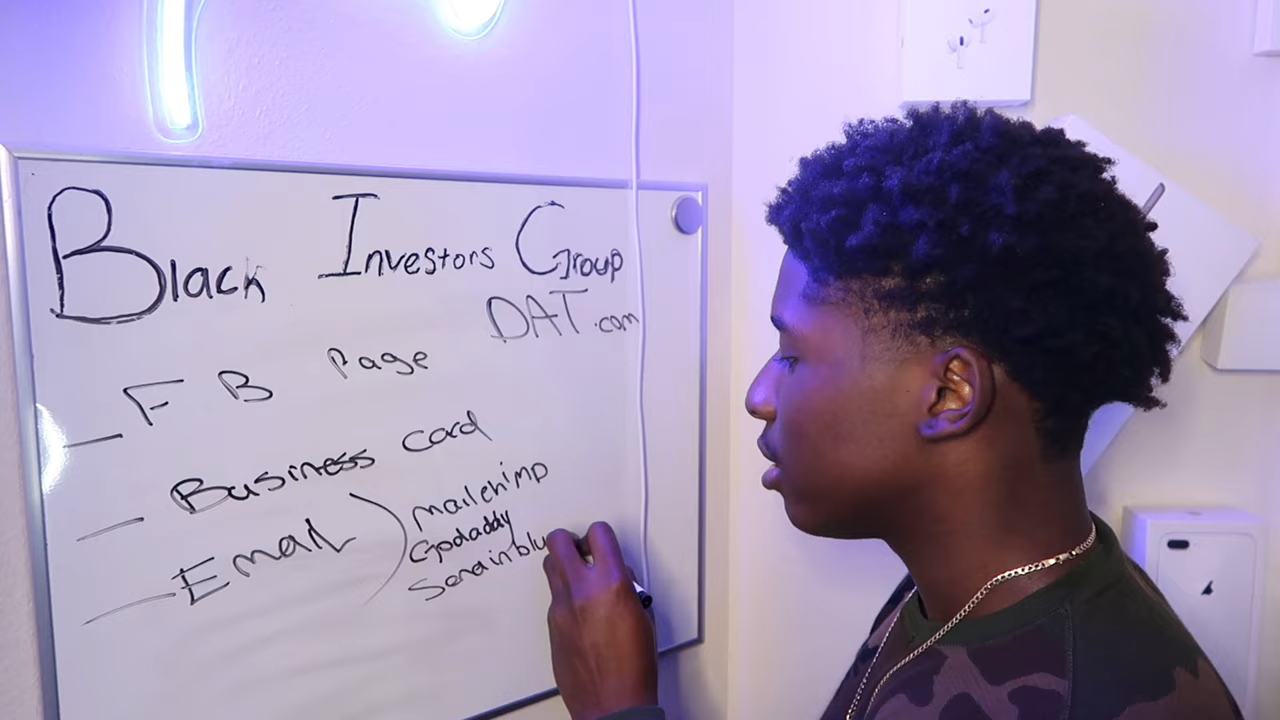 Black Investors Group
DAT.com
– FB Page
– Business card
– Email ) Mailchimp
Godaddy
Sendinblu